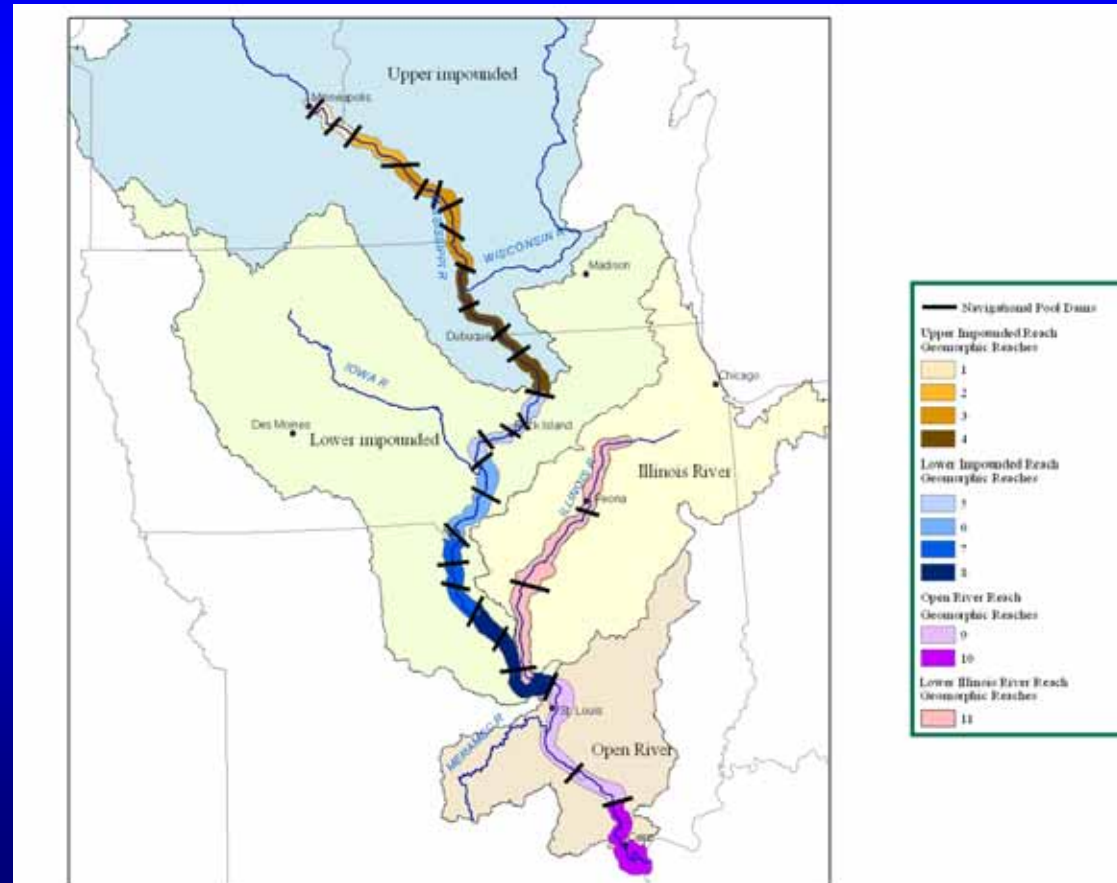 Upper impounded
Minneapolis
WISCONSIN R
Madison
Dubuque
Chicago
IOWA R
Des Moines
Lower impounded
Illinois River
ILLINOIS R
Peoria
St. Louis
MERAMEC R
Open River
Navigational Pool Dams
Upper Impounded Reach
Geomorphic Reaches
1
2
3
4
Lower Impounded Reach
Geomorphic Reaches
5
6
7
8
Open River Reach
Geomorphic Reaches
9
10
Lower Illinois River Reach
Geomorphic Reaches
11